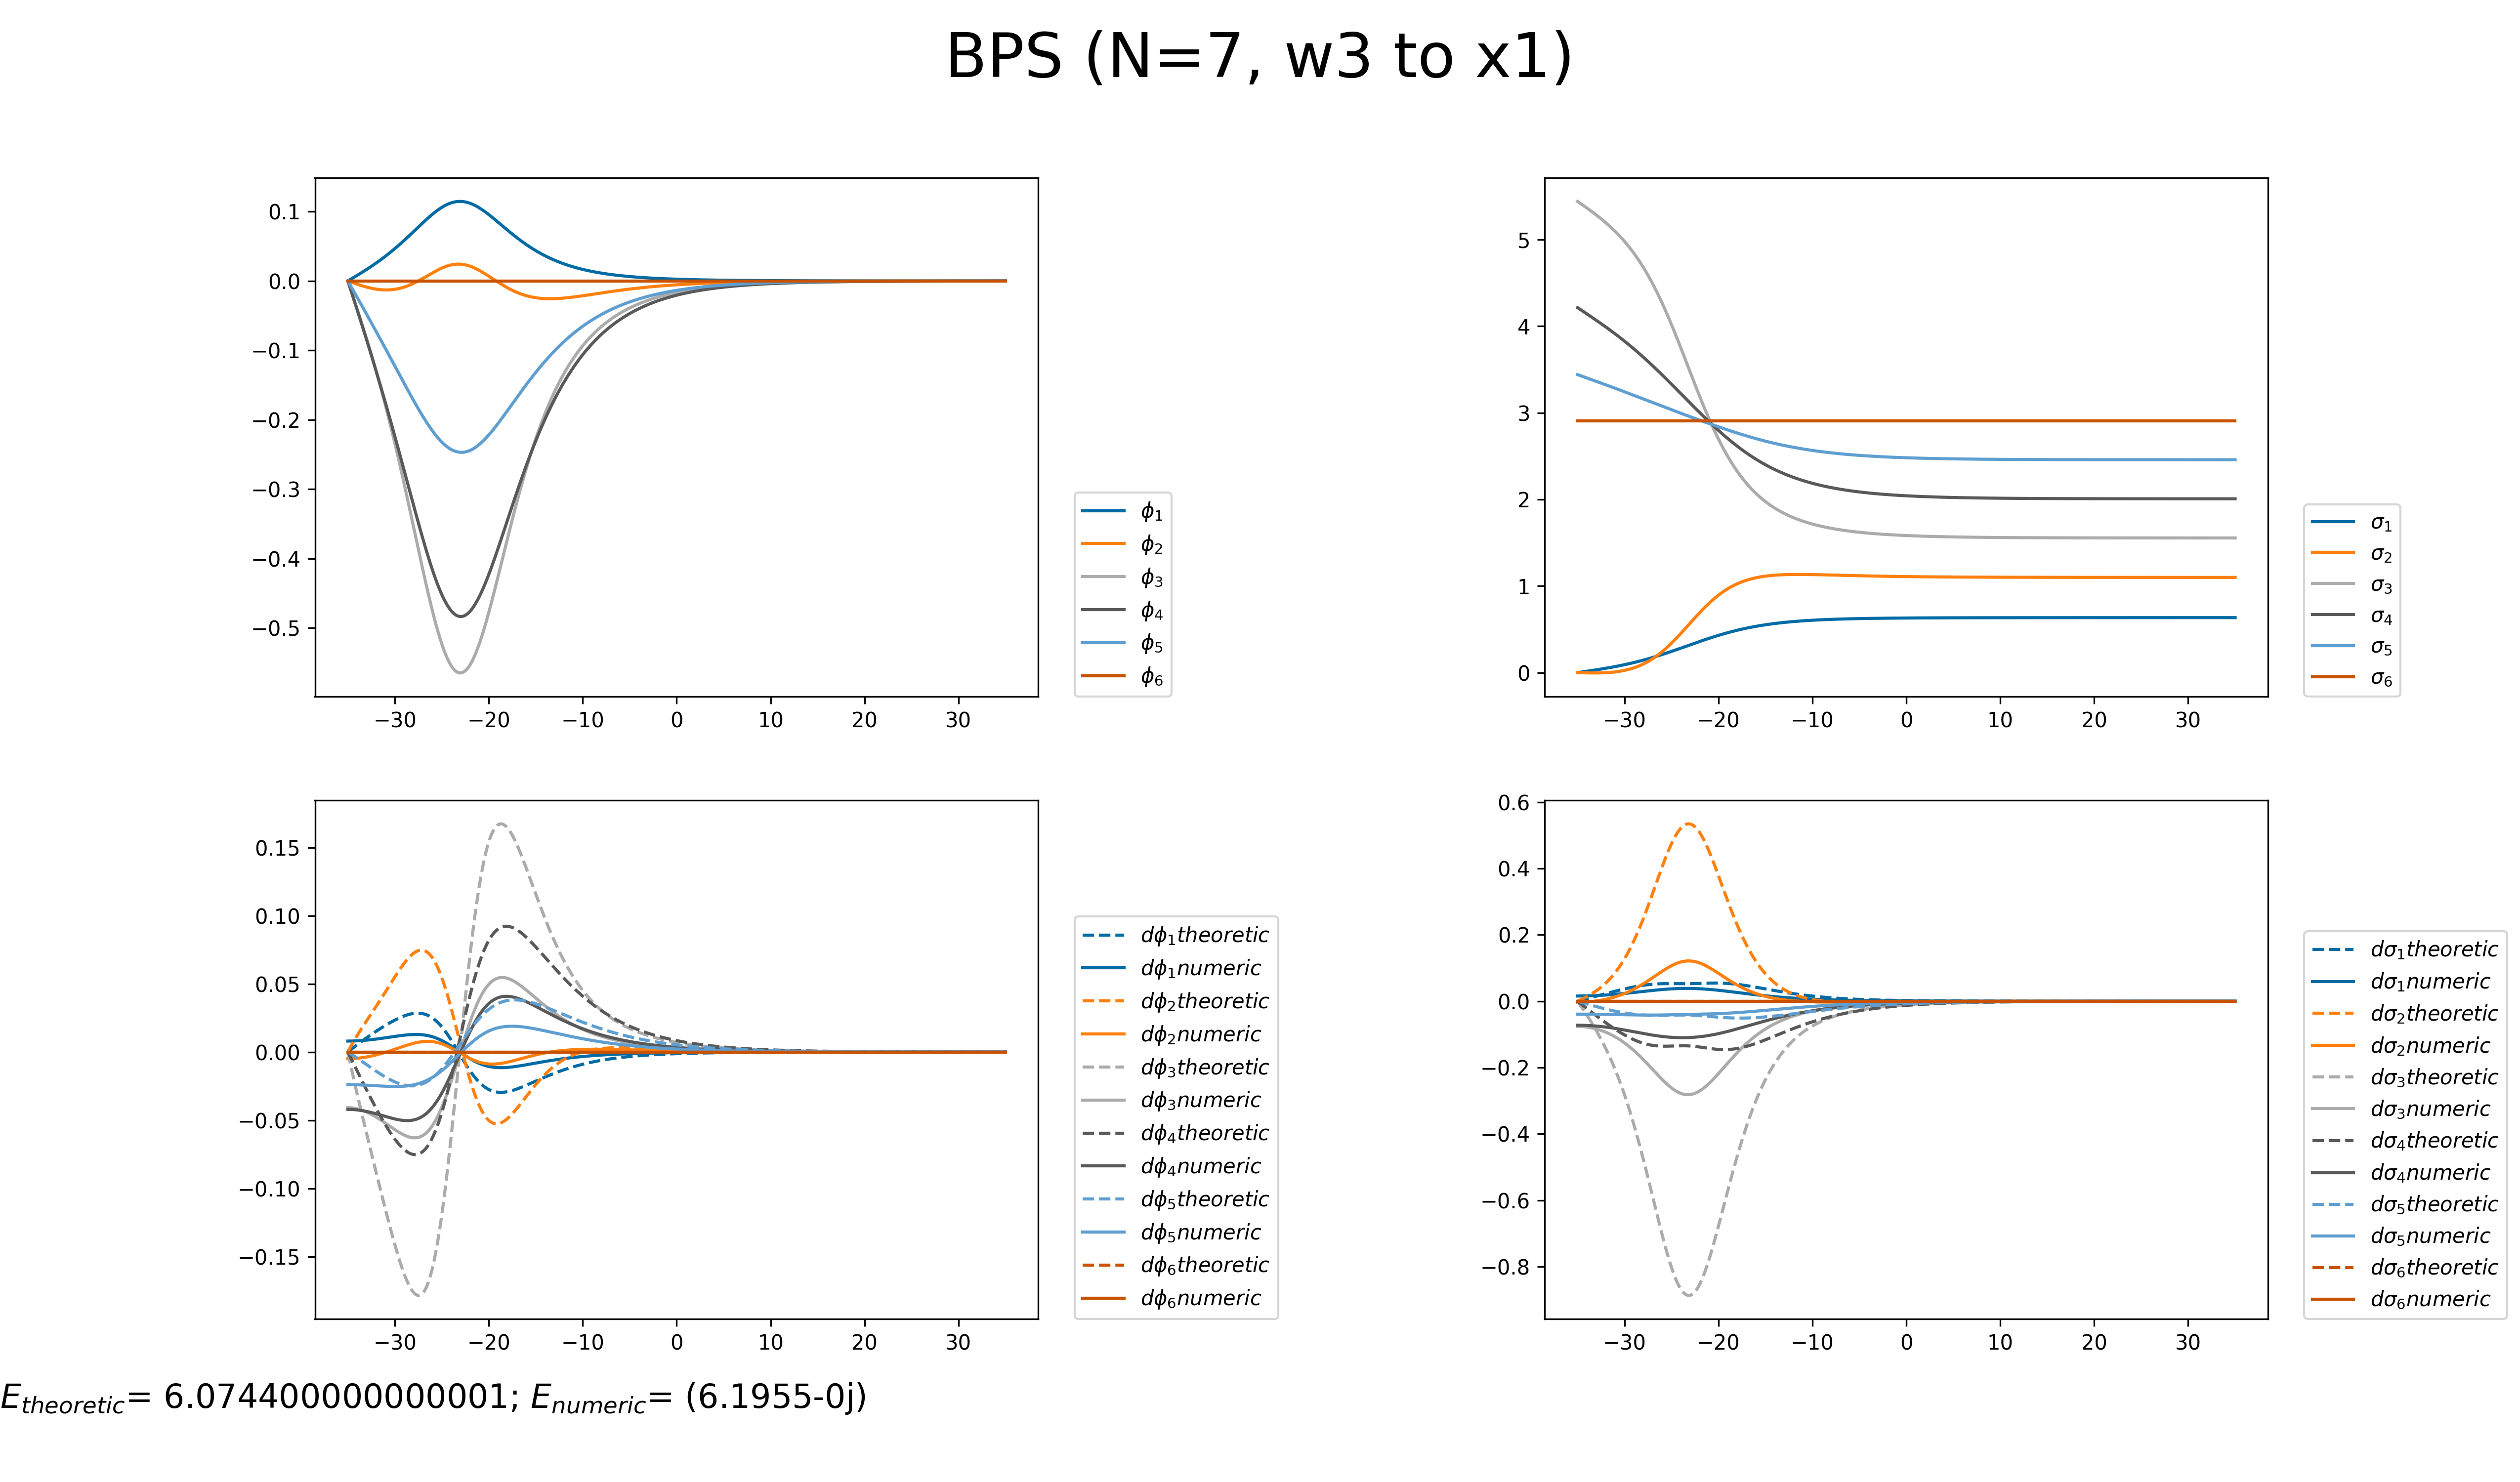 BPS (N=7, w3 to x1)
0.1
0.0
−0.1
−0.2
−0.3
−0.4
−0.5
−30 −20 −10 0 10 20 30
ϕ₁
ϕ₂
ϕ₃
ϕ₄
ϕ₅
ϕ₆
5
4
3
2
1
0
−30 −20 −10 0 10 20 30
σ₁
σ₂
σ₃
σ₄
σ₅
σ₆
0.15
0.10
0.05
0.00
−0.05
−0.10
−0.15
−30 −20 −10 0 10 20 30
dϕ₁theoretic
dϕ₁numeric
dϕ₂theoretic
dϕ₂numeric
dϕ₃theoretic
dϕ₃numeric
dϕ₄theoretic
dϕ₄numeric
dϕ₅theoretic
dϕ₅numeric
dϕ₆theoretic
dϕ₆numeric
0.6
0.4
0.2
0.0
−0.2
−0.4
−0.6
−0.8
−30 −20 −10 0 10 20 30
dσ₁theoretic
dσ₁numeric
dσ₂theoretic
dσ₂numeric
dσ₃theoretic
dσ₃numeric
dσ₄theoretic
dσ₄numeric
dσ₅theoretic
dσ₅numeric
dσ₆theoretic
dσ₆numeric
E_theoretic= 6.074400000000001; E_numeric= (6.1955-0j)